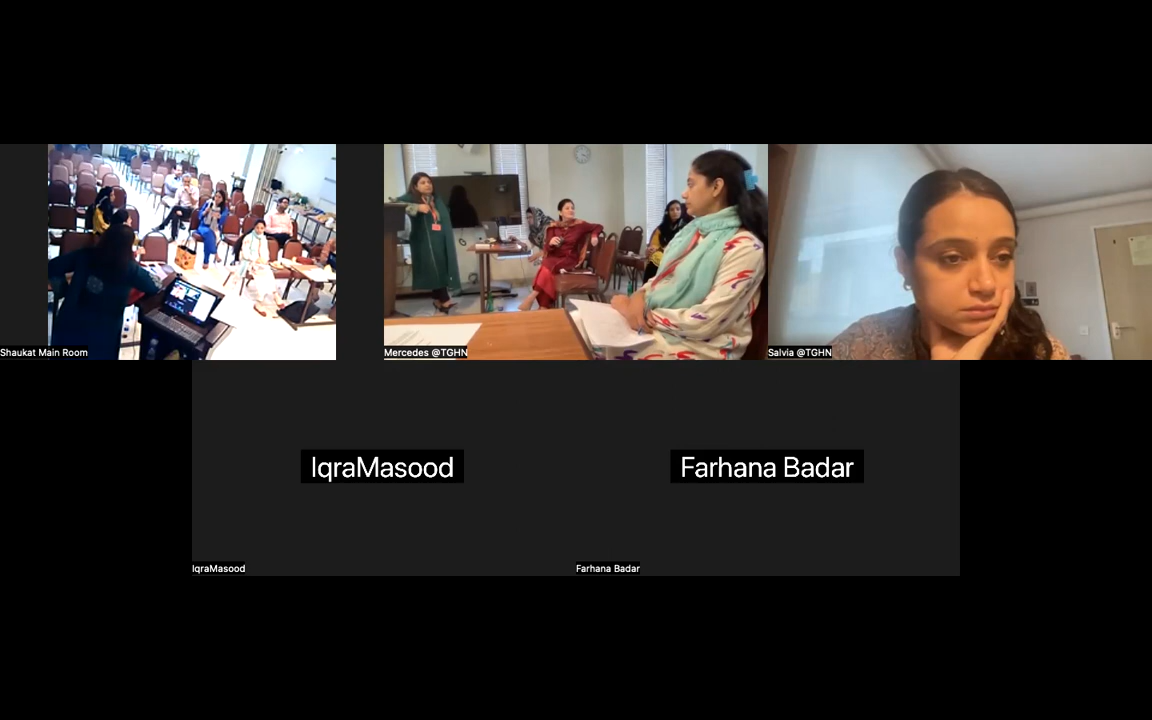 Shaukat Main Room
Mercedes @TGHN
Salvia @TGHN
IqraMasood
Farhana Badar
IqraMasood
Farhana Badar